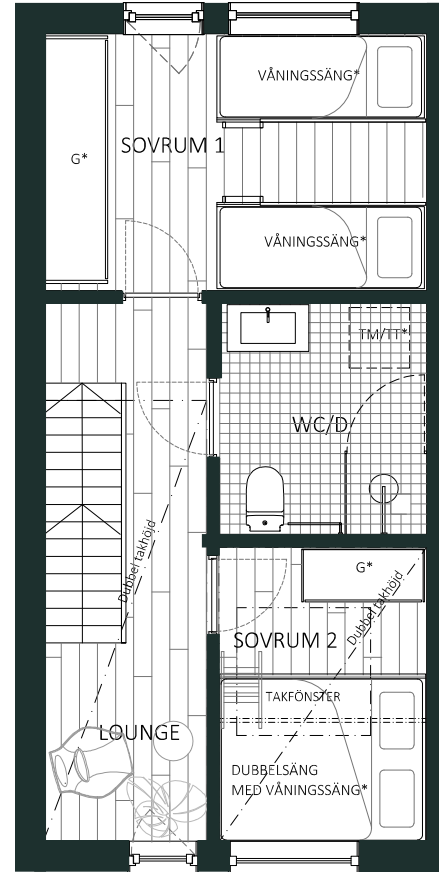 VÅNINGSSÄNG*
SOVRUM 1
G*
VÅNINGSSÄNG*
TM/TT*
WC/D
Dubbel takhöjd
G*
Dubbel takhöjd
SOVRUM 2
TAKFÖNSTER
LOUNGE
DUBBELSÄNG
MED VÅNINGSSÄNG*